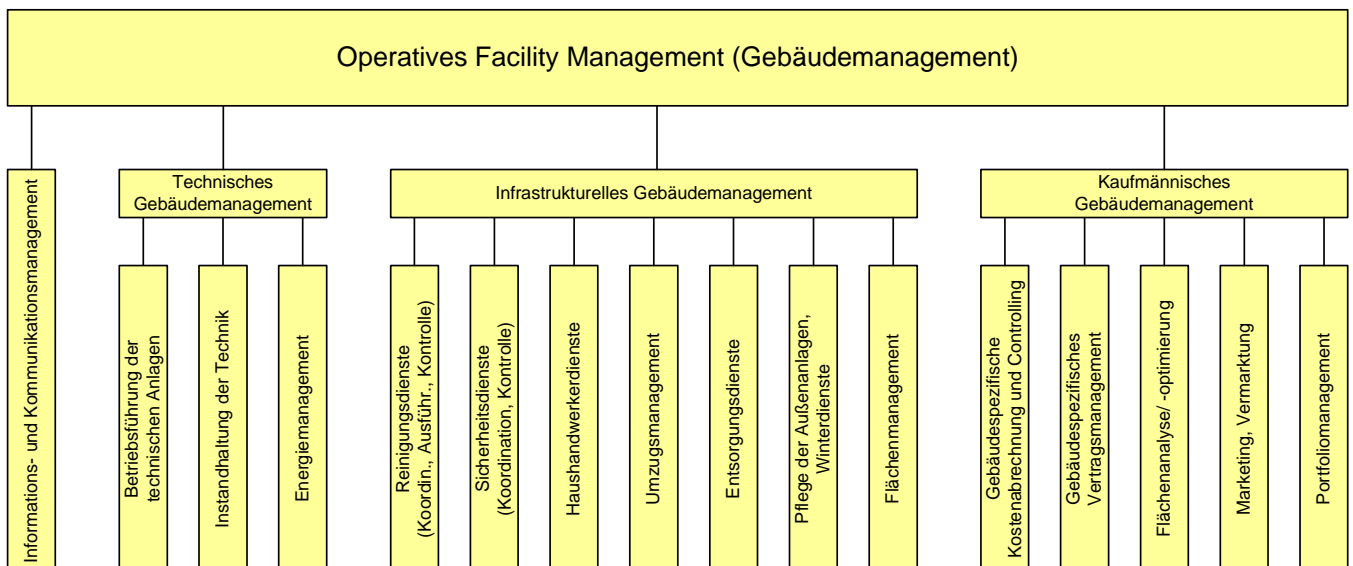 Operatives Facility Management (Gebäudemanagement)
Informations- und Kommunikationsmanagement
Technisches
Gebäudemanagement
Infrastrukturelles Gebäudemanagement
Kaufmännisches
Gebäudemanagement
Betriebsführung der
technischen Anlagen
Instandhaltung der Technik
Energiemanagement
Reinigungsdienste
(Koordin., Ausführ., Kontrolle)
Sicherheitsdienste
(Koordination, Kontrolle)
Haushandwerkerdienste
Umzugsmanagement
Entsorgungsdienste
Pflege der Außenanlagen,
Winterdienste
Flächenmanagement
Gebäudespezifische
Kostenabrechnung und Controlling
Gebäudespezifisches
Vertragsmanagement
Flächenanalyse/ -optimierung
Marketing, Vermarktung
Portfoliomanagement